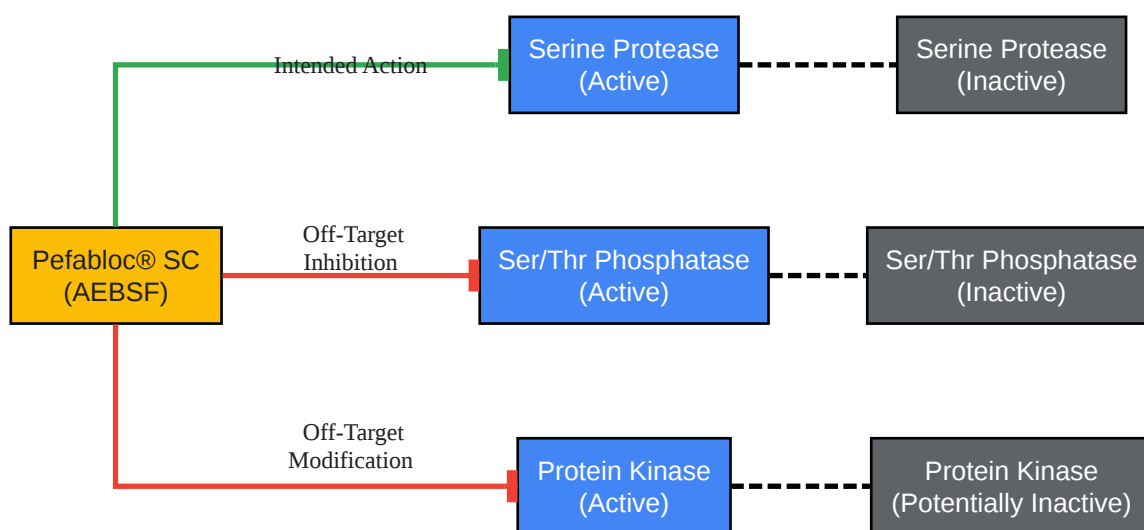 Intended Action
Serine Protease
(Active)
Serine Protease
(Inactive)
Pefabloc® SC
(AEBSF)
Off-Target
Inhibition
Ser/Thr Phosphatase
(Active)
Ser/Thr Phosphatase
(Inactive)
Off-Target
Modification
Protein Kinase
(Active)
Protein Kinase
(Potentially Inactive)